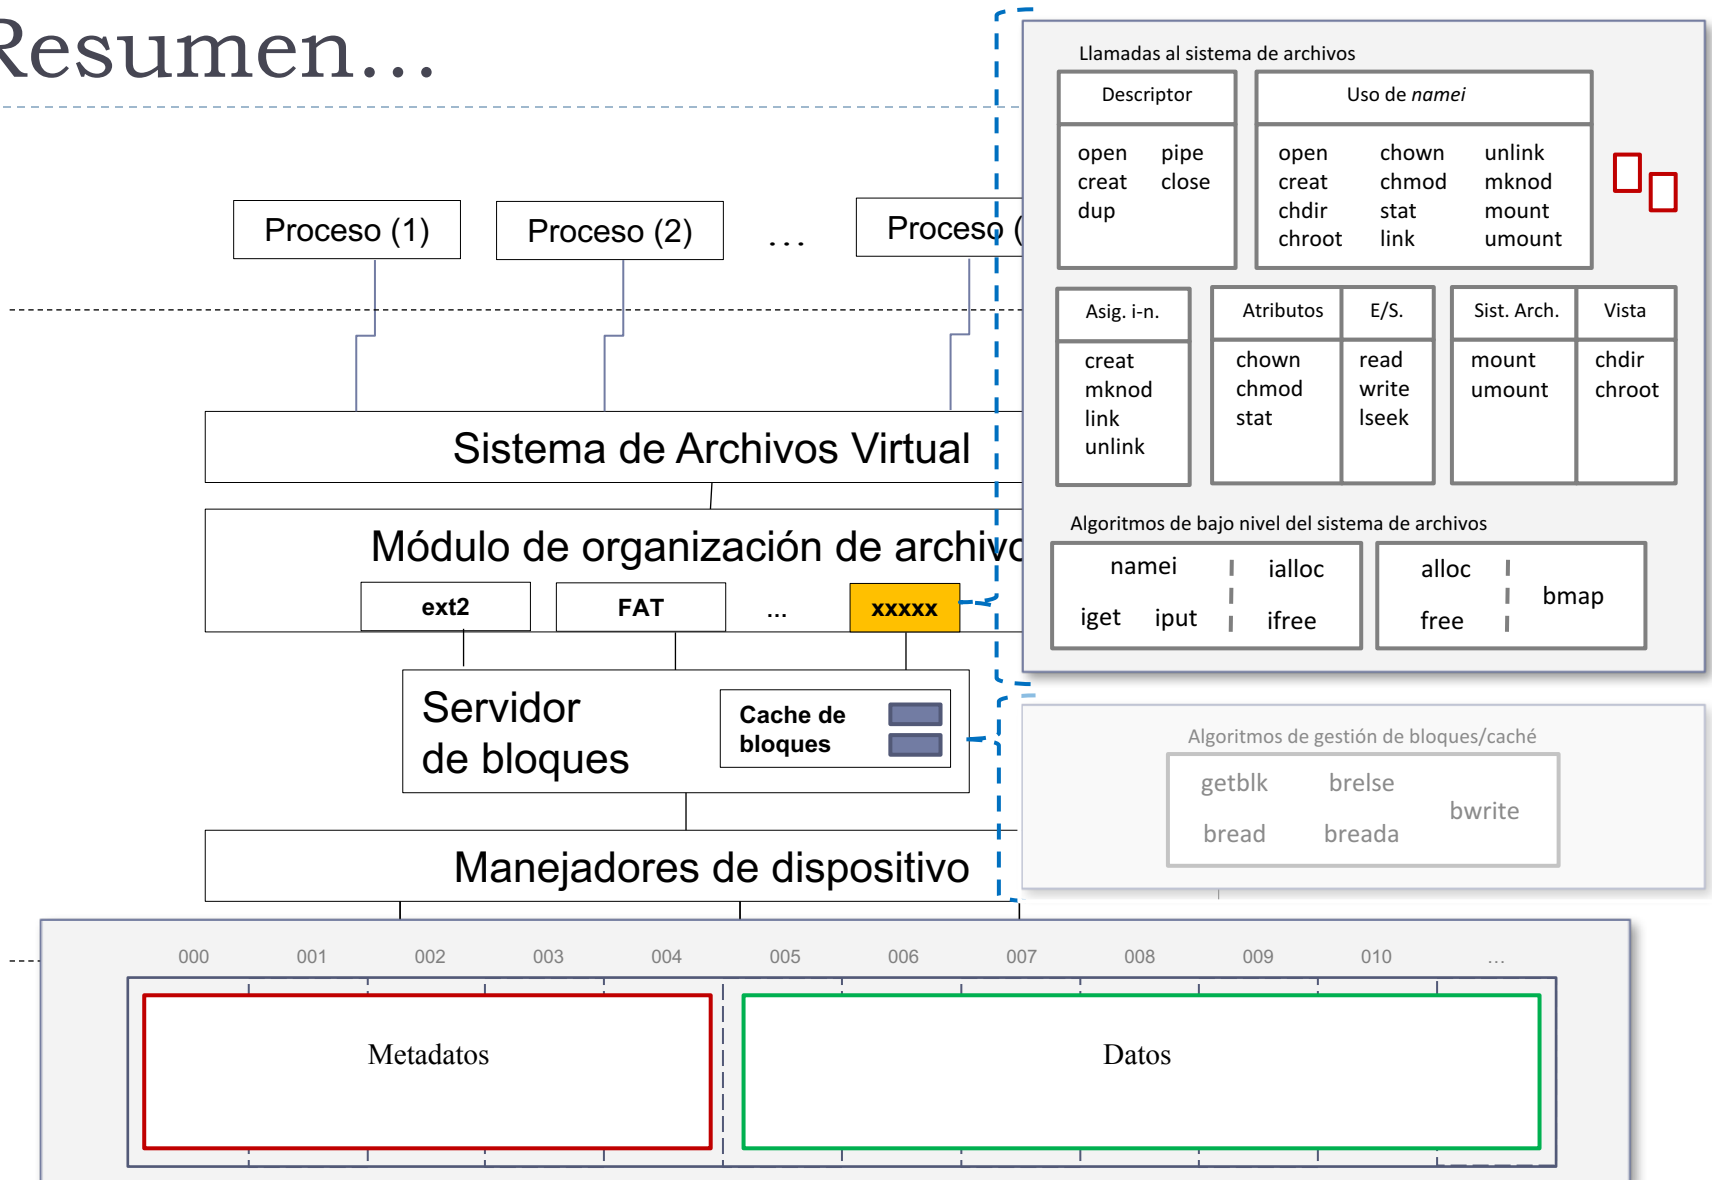 Resumen…
Proceso (1)
Proceso (2)
…
Proceso (
Sistema de Archivos Virtual
Módulo de organización de archivo
ext2
FAT
...
xxxxx
Servidor
de bloques
Cache de
bloques
Manejadores de dispositivo
Llamadas al sistema de archivos
Descriptor
open pipe
creat close
dup
Uso de namei
open chown unlink
creat chmod mknod
chdir stat mount
chroot link umount
Asig. i-n.
creat
mknod
link
unlink
Atributos
chown
chmod
stat
E/S.
read
write
lseek
Sist. Arch.
mount
umount
Vista
chdir
chroot
Algoritmos de bajo nivel del sistema de archivos
namei ialloc
iget iput ifree
alloc
free
bmap
Algoritmos de gestión de bloques/caché
getblk brelse
bwrite
bread breada
000 001 002 003 004 005 006 007 008 009 010 …
Metadatos
Datos